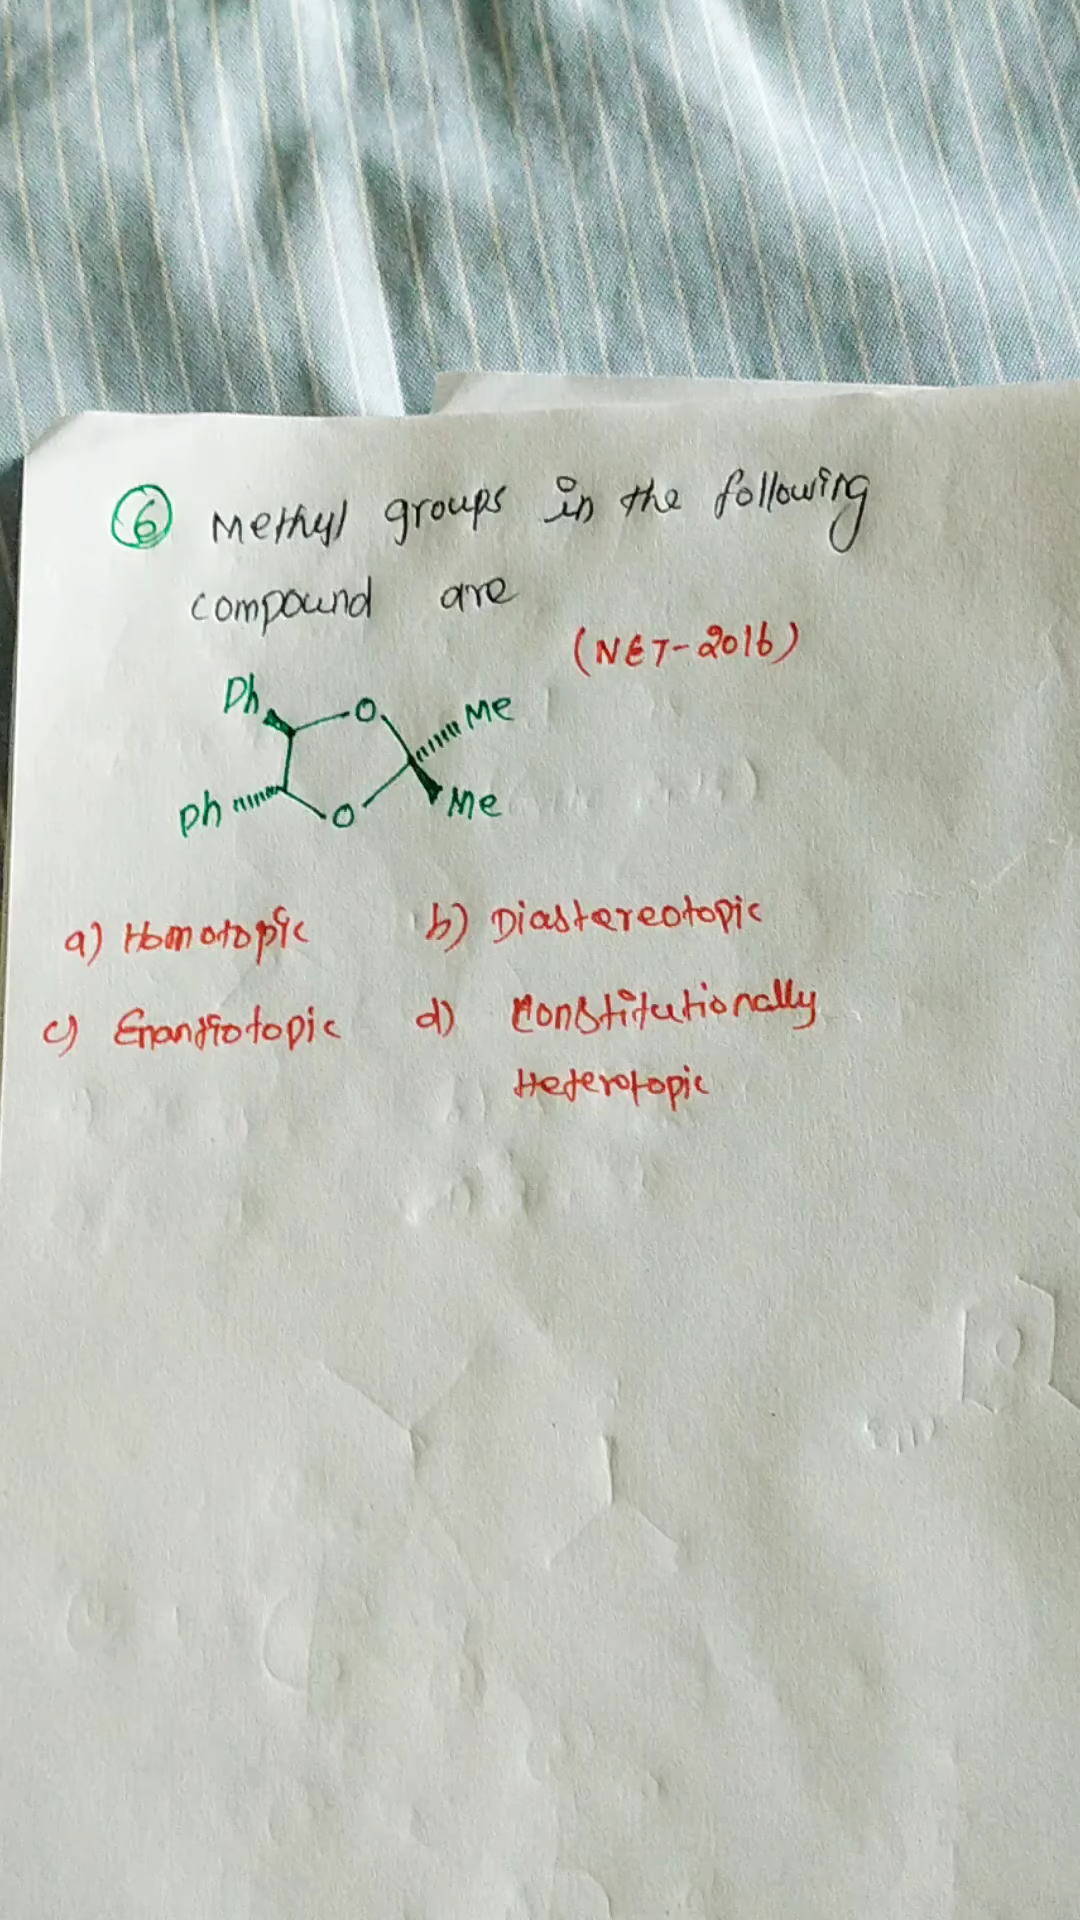 6 Methyl groups in the following
compound are
(NET-2016)
Ph O Me
Ph O Me
a) Homotopic b) Diastereotopic
c) Enantiotopic d) Constitutionally
Heterotopic